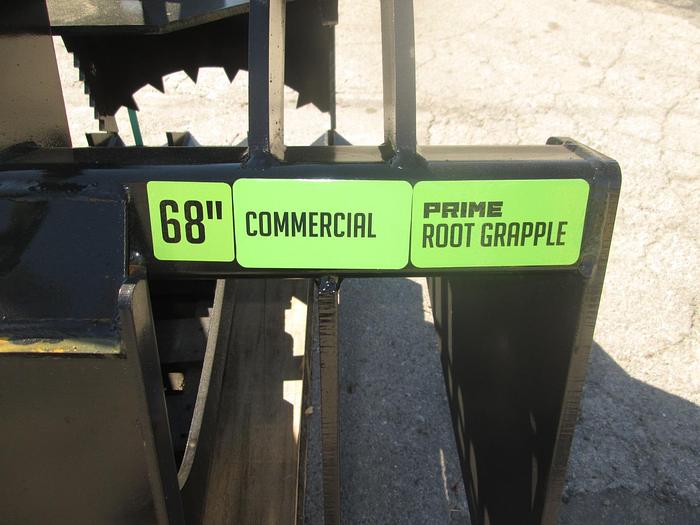 68"
COMMERCIAL
PRIME
ROOT GRAPPLE